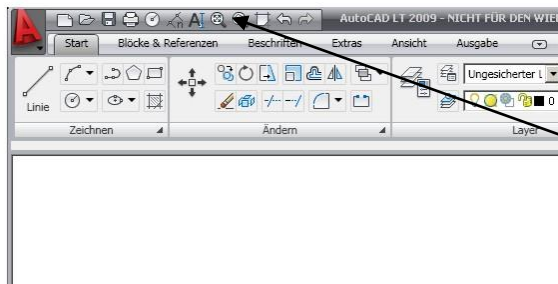 AutoCAD LT 2009 - NICHT FÜR DEN WIE
Start Blöcke & Referenzen Beschriften Extras Ansicht Ausgabe
Linie Ungesicherter L
0
Zeichnen Ändern Layer